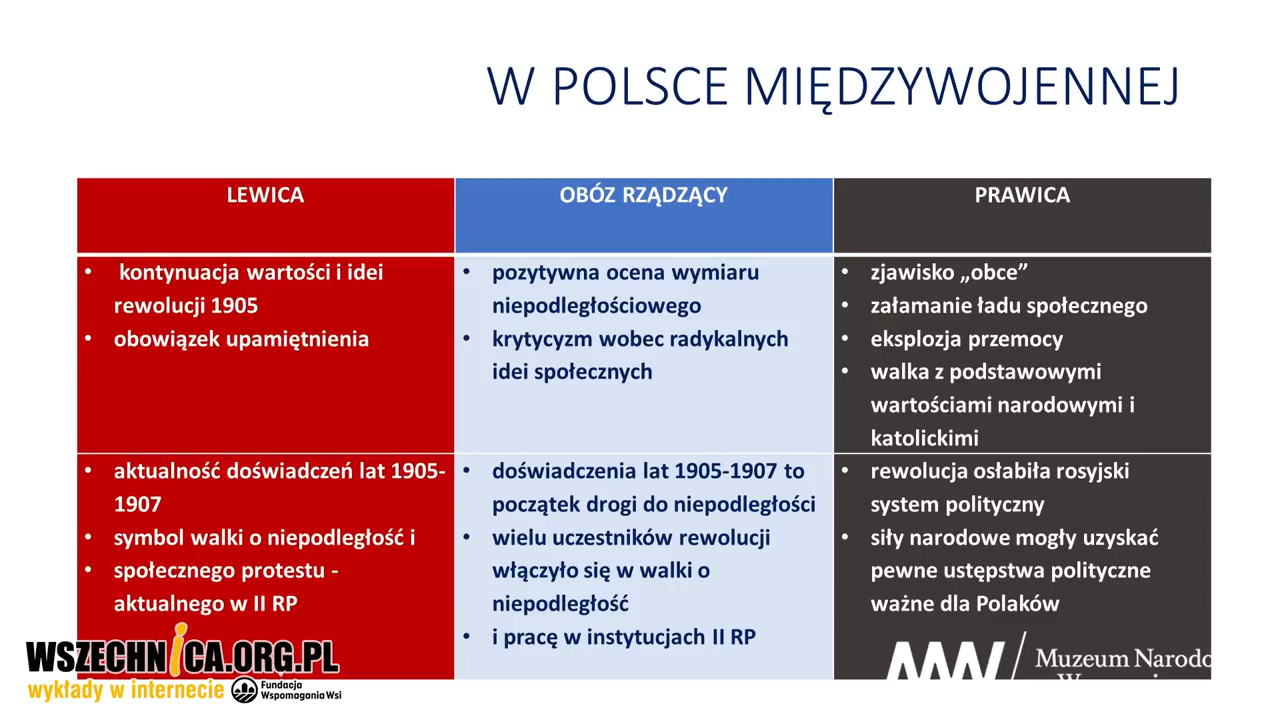 W POLSCE MIĘDZYWOJENNEJ
LEWICA
OBÓZ RZĄDZĄCY
PRAWICA
• kontynuacja wartości i idei
rewolucji 1905
• obowiązek upamiętnienia
• pozytywna ocena wymiaru
niepodległościowego
• krytycyzm wobec radykalnych
idei społecznych
• zjawisko „obce”
• załamanie ładu społecznego
• eksplozja przemocy
• walka z podstawowymi
wartościami narodowymi i
katolickimi
• aktualność doświadczeń lat 1905-
1907
• symbol walki o niepodległość i
• społecznego protestu -
aktualnego w II RP
• doświadczenia lat 1905-1907 to
początek drogi do niepodległości
• wielu uczestników rewolucji
włączyło się w walki o
niepodległość
• i pracę w instytucjach II RP
• rewolucja osłabiła rosyjski
system polityczny
• siły narodowe mogły uzyskać
pewne ustępstwa polityczne
ważne dla Polaków
WSZECHNICA.ORG.PL
wykłady w internecie
Fundacja
Wspomagania Wsi
Muzeum Narodo